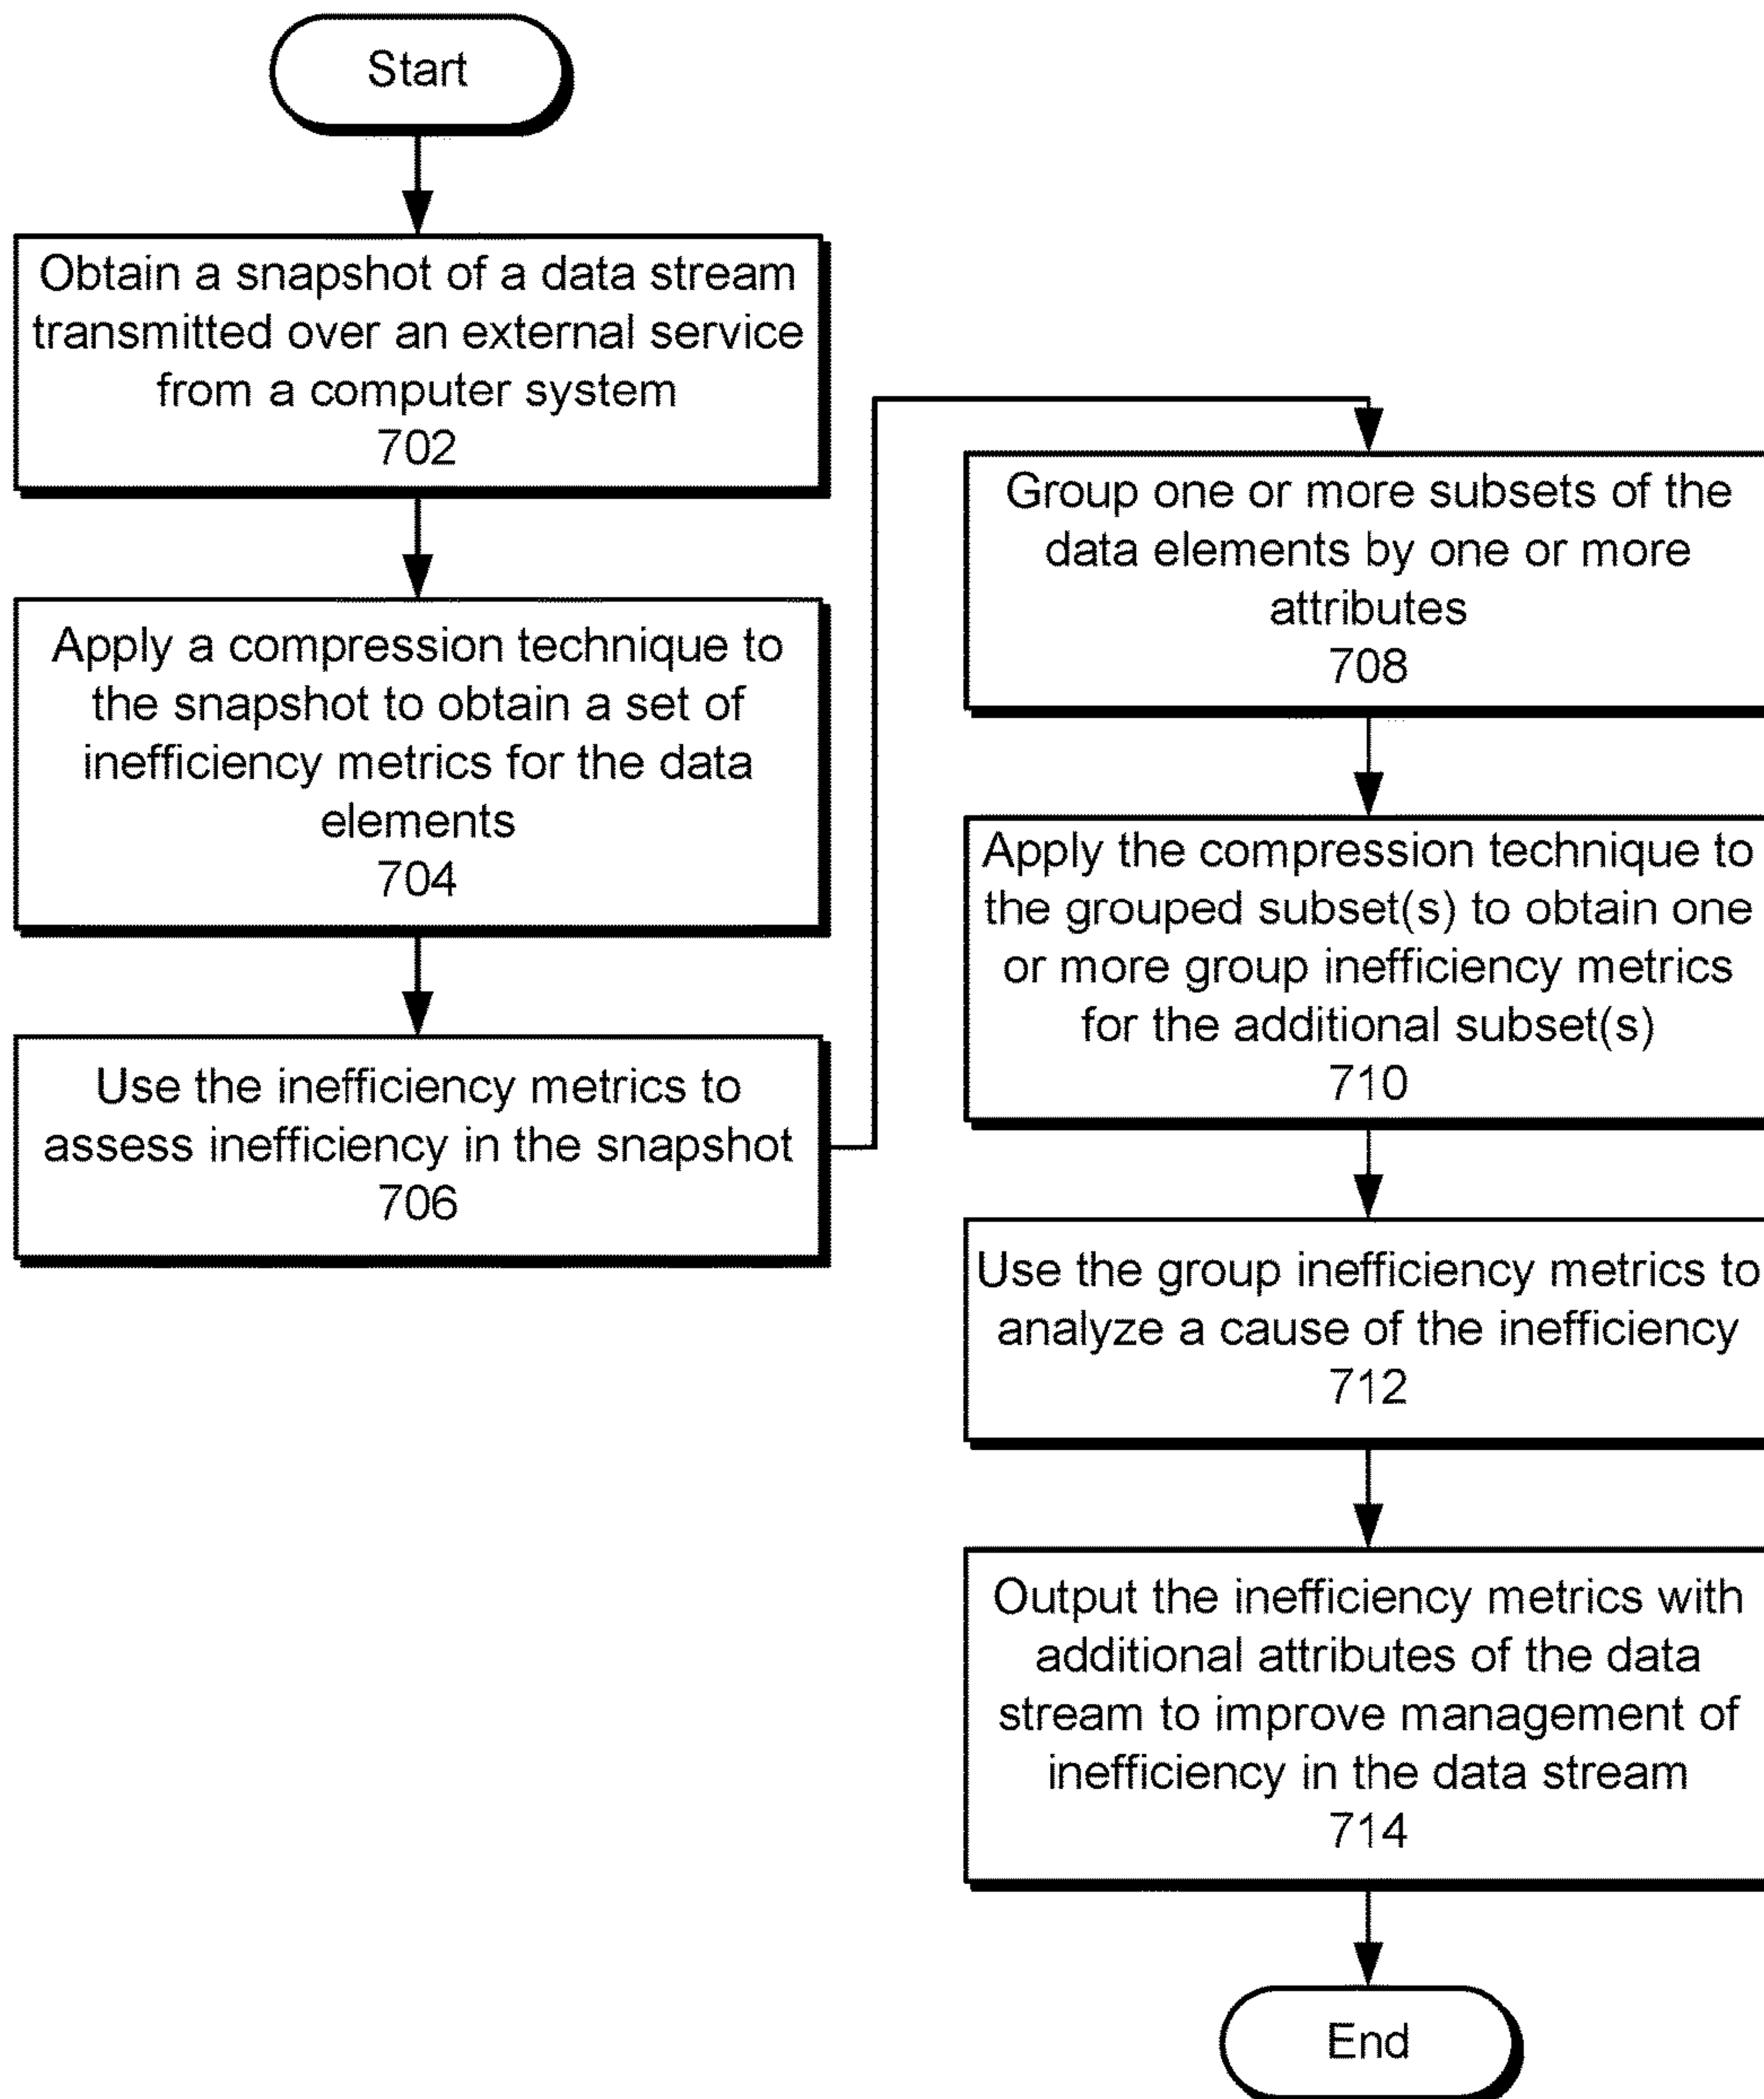 Start
Obtain a snapshot of a data stream
transmitted over an external service
from a computer system
702
Apply a compression technique to
the snapshot to obtain a set of
inefficiency metrics for the data
elements
704
Use the inefficiency metrics to
assess inefficiency in the snapshot
706
Group one or more subsets of the
data elements by one or more
attributes
708
Apply the compression technique to
the grouped subset(s) to obtain one
or more group inefficiency metrics
for the additional subset(s)
710
Use the group inefficiency metrics to
analyze a cause of the inefficiency
712
Output the inefficiency metrics with
additional attributes of the data
stream to improve management of
inefficiency in the data stream
714
End